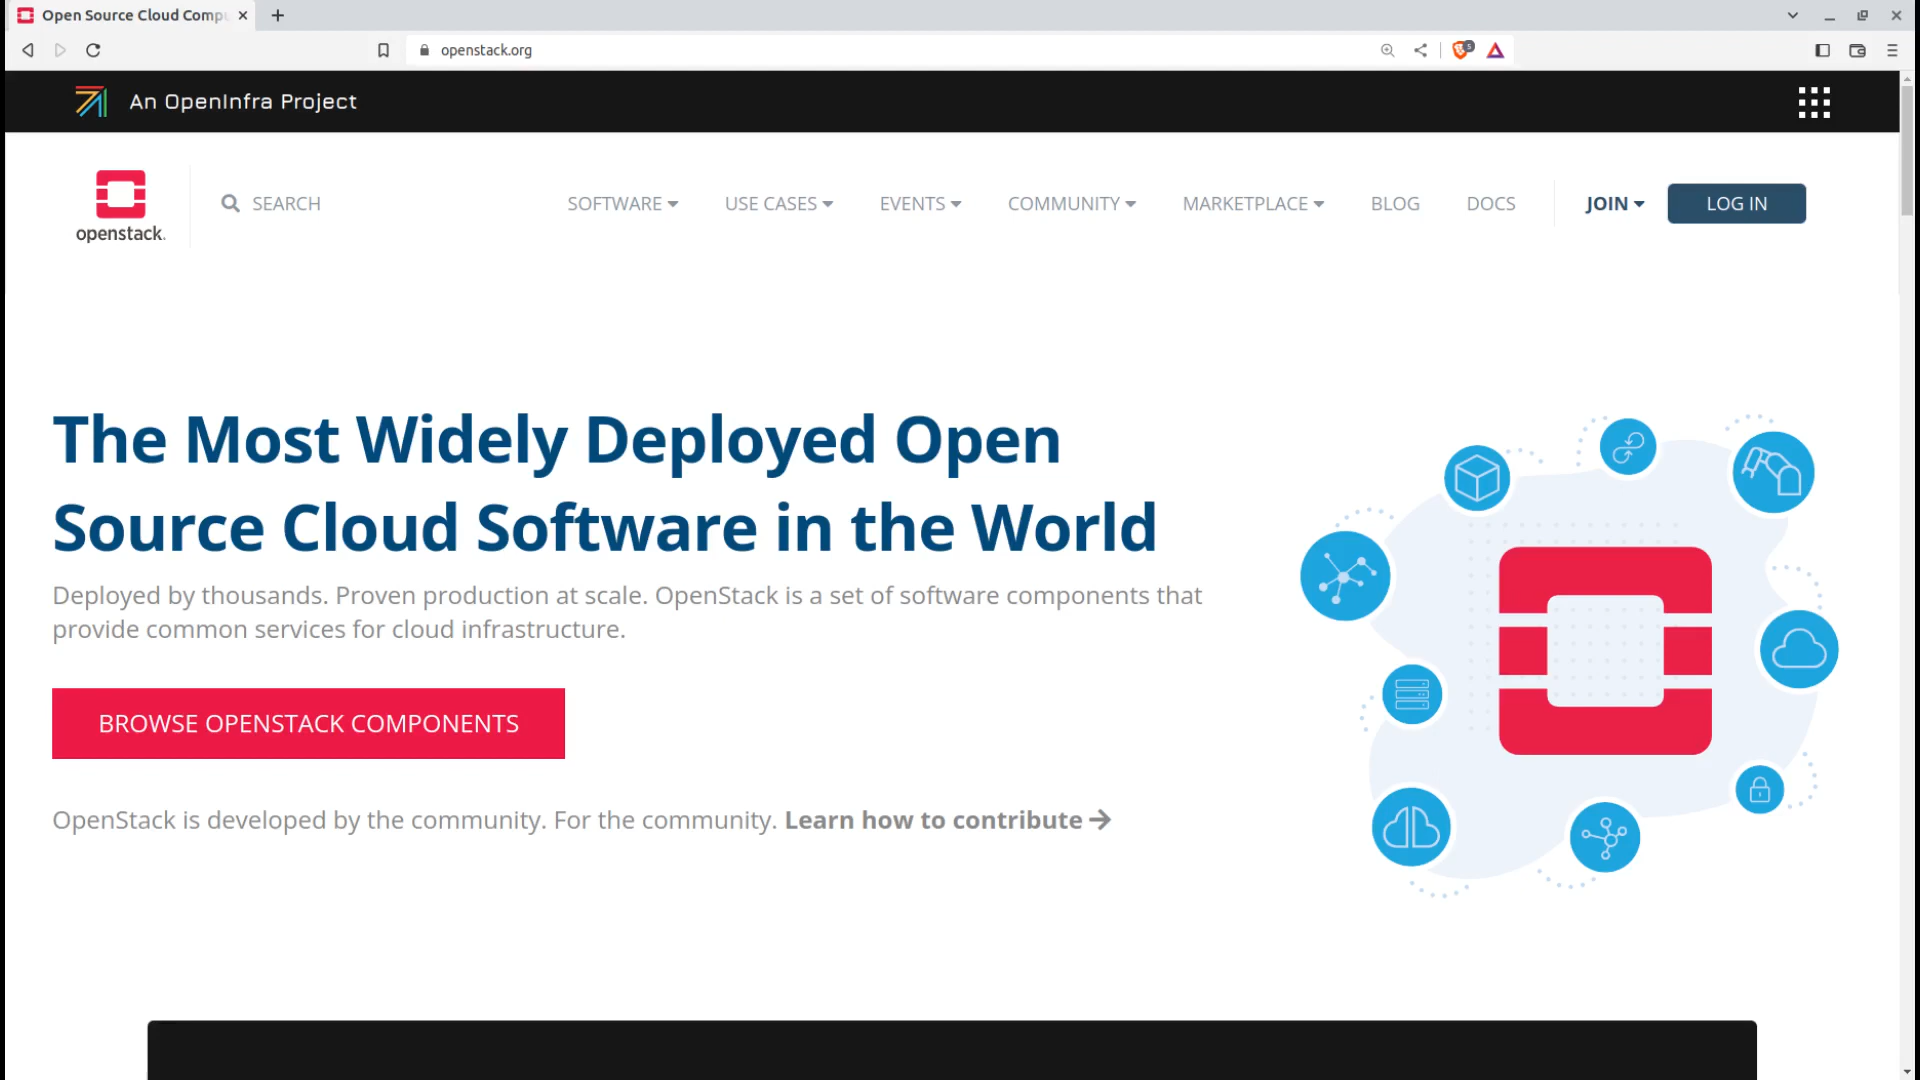 Open Source Cloud Comp
openstack.org
5
An OpenInfra Project
openstack.
SEARCH
SOFTWARE
USE CASES
EVENTS
COMMUNITY
MARKETPLACE
BLOG
DOCS
JOIN
LOG IN
The Most Widely Deployed Open
Source Cloud Software in the World
Deployed by thousands. Proven production at scale. OpenStack is a set of software components that
provide common services for cloud infrastructure.
BROWSE OPENSTACK COMPONENTS
OpenStack is developed by the community. For the community. Learn how to contribute